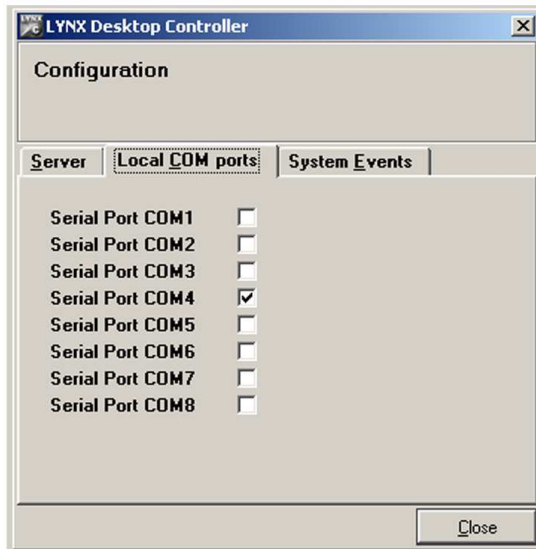 LYNX Desktop Controller
Configuration
Server Local COM ports System Events
Serial Port COM1
Serial Port COM2
Serial Port COM3
Serial Port COM4
Serial Port COM5
Serial Port COM6
Serial Port COM7
Serial Port COM8
Close